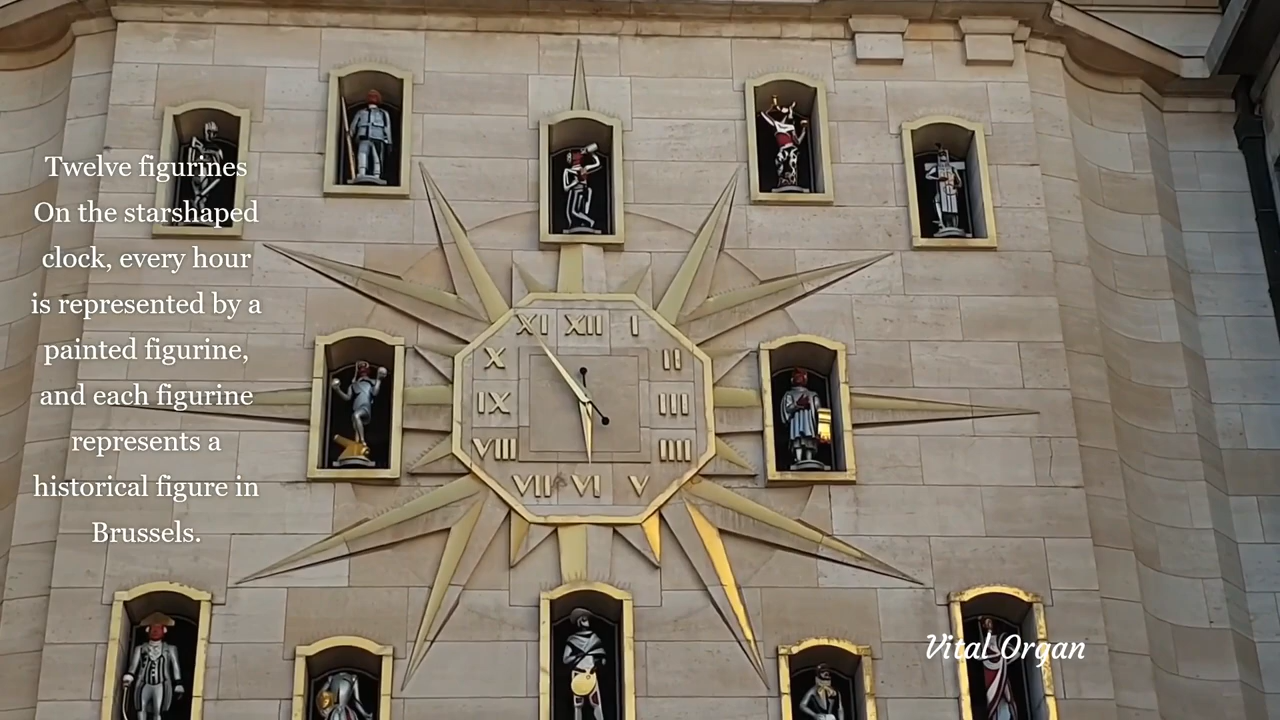 Twelve figurines
On the starshaped
clock, every hour
is represented by a
painted figurine,
and each figurine
represents a
historical figure in
Brussels.
XI XII I
X II
IX III
VIII IIII
VII VI V
Vital Organ